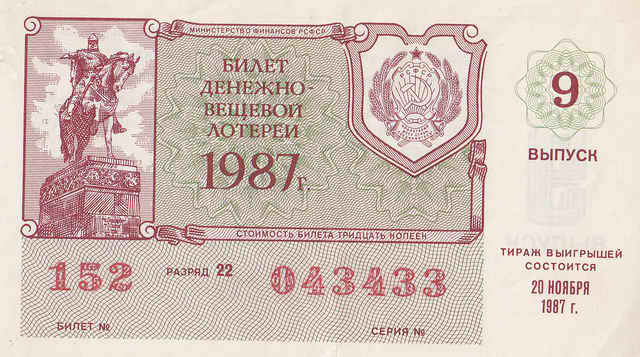 МИНИСТЕРСТВО ФИНАНСОВ РСФСР
БИЛЕТ
ДЕНЕЖНО-
ВЕЩЕВОЙ
ЛОТЕРЕИ
1987г.
СТОИМОСТЬ БИЛЕТА ТРИДЦАТЬ КОПЕЕК
152
РАЗРЯД 22
043433
БИЛЕТ №
СЕРИЯ №
9
ВЫПУСК
ТИРАЖ ВЫИГРЫШЕЙ
СОСТОИТСЯ
20 НОЯБРЯ
1987 г.